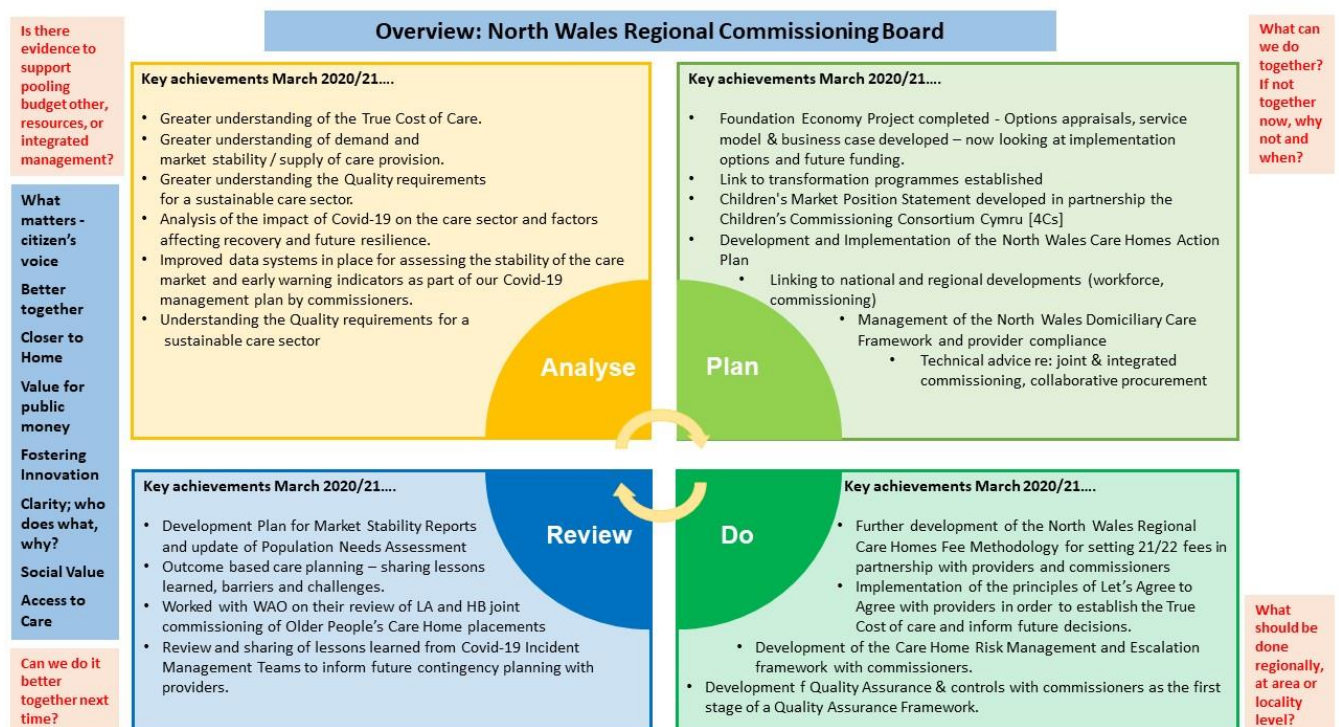 Overview: North Wales Regional Commissioning Board
Is there
evidence to
support
pooling
budget other,
resources, or
integrated
management?
What
matters -
citizen’s
voice
Better
together
Closer to
Home
Value for
public
money
Fostering
Innovation
Clarity; who
does what,
why?
Social Value
Access to
Care
Can we do it
better
together next
time?
Key achievements March 2020/21....
• Greater understanding of the True Cost of Care.
• Greater understanding of demand and
market stability / supply of care provision.
• Greater understanding the Quality requirements
for a sustainable care sector.
• Analysis of the impact of Covid-19 on the care sector and factors
affecting recovery and future resilience.
• Improved data systems in place for assessing the stability of the care
market and early warning indicators as part of our Covid-19
management plan by commissioners.
• Understanding the Quality requirements for a
sustainable care sector
Analyse
Key achievements March 2020/21....
• Foundation Economy Project completed - Options appraisals, service
model & business case developed – now looking at implementation
options and future funding.
• Link to transformation programmes established
• Children's Market Position Statement developed in partnership the
Children’s Commissioning Consortium Cymru [4Cs]
• Development and Implementation of the North Wales Care Homes Action
Plan
• Linking to national and regional developments (workforce,
commissioning)
• Management of the North Wales Domiciliary Care
Framework and provider compliance
• Technical advice re: joint & integrated
commissioning, collaborative procurement
Plan
Key achievements March 2020/21....
• Development Plan for Market Stability Reports
and update of Population Needs Assessment
• Outcome based care planning – sharing lessons
learned, barriers and challenges.
• Worked with WAO on their review of LA and HB joint
commissioning of Older People’s Care Home placements
• Review and sharing of lessons learned from Covid-19 Incident
Management Teams to inform future contingency planning with
providers.
Review
Key achievements March 2020/21....
• Further development of the North Wales Regional
Care Homes Fee Methodology for setting 21/22 fees in
partnership with providers and commissioners
• Implementation of the principles of Let’s Agree to
Agree with providers in order to establish the True
Cost of care and inform future decisions.
• Development of the Care Home Risk Management and Escalation
framework with commissioners.
• Development f Quality Assurance & controls with commissioners as the first
stage of a Quality Assurance Framework.
Do
What can
we do
together?
If not
together
now, why
not and
when?
What
should be
done
regionally,
at area or
locality
level?